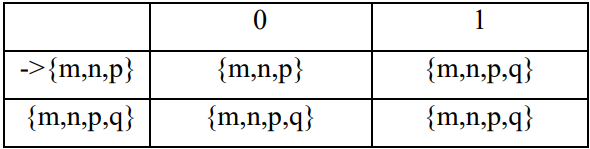 0 1
->{m,n,p} {m,n,p} {m,n,p,q}
{m,n,p,q} {m,n,p,q} {m,n,p,q}